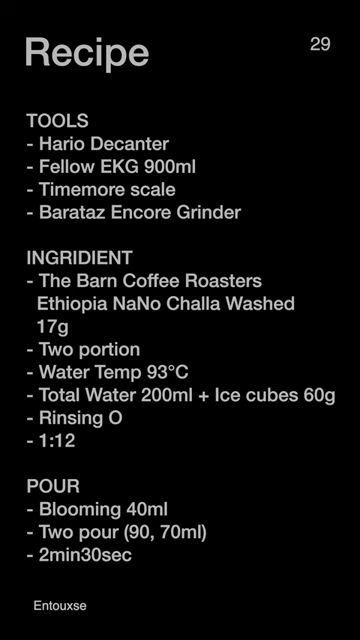 Recipe
29
TOOLS
- Hario Decanter
- Fellow EKG 900ml
- Timemore scale
- Barataz Encore Grinder
INGRIDIENT
- The Barn Coffee Roasters
Ethiopia NaNo Challa Washed
17g
- Two portion
- Water Temp 93°C
- Total Water 200ml + Ice cubes 60g
- Rinsing O
- 1:12
POUR
- Blooming 40ml
- Two pour (90, 70ml)
- 2min30sec
Entouxse